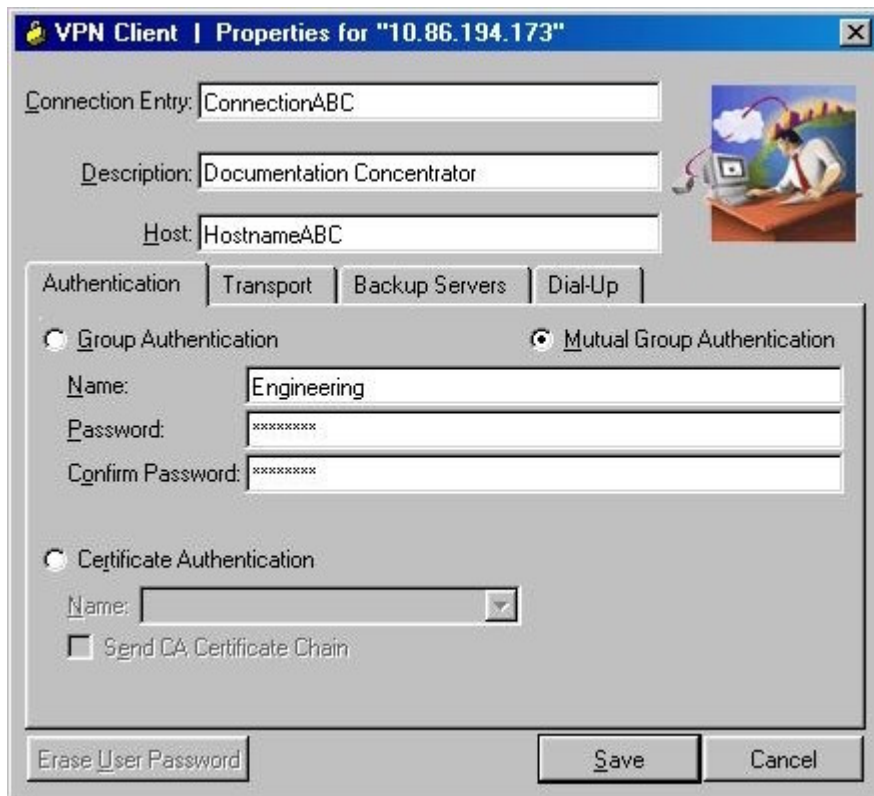 VPN Client | Properties for "10.86.194.173"
Connection Entry: ConnectionABC
Description: Documentation Concentrator
Host: HostnameABC
Authentication Transport Backup Servers Dial-Up
Group Authentication Mutual Group Authentication
Name: Engineering
Password: ********
Confirm Password: ********
Certificate Authentication
Name:
Send CA Certificate Chain
Erase User Password Save Cancel